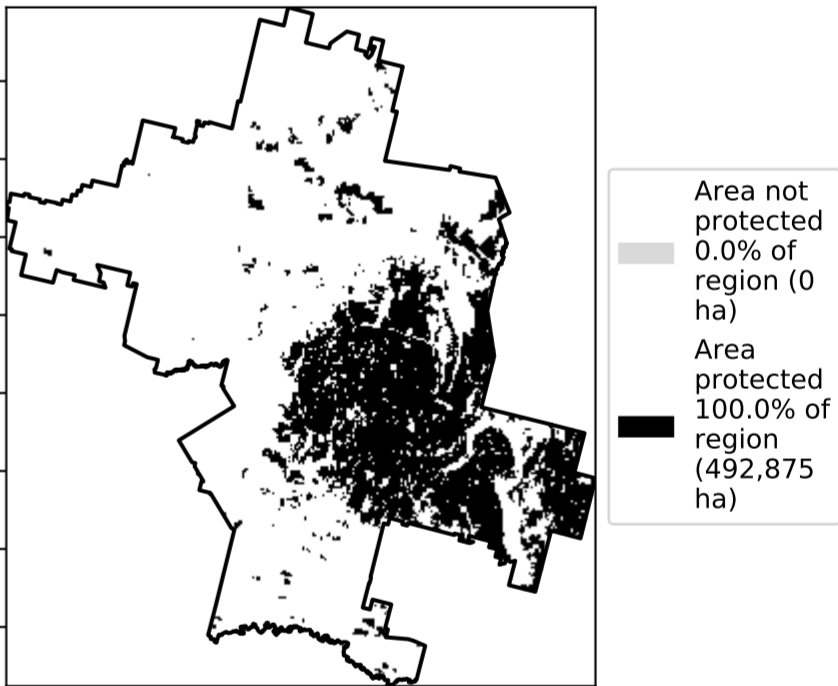 Area not
protected
0.0% of
region (0
ha)
Area
protected
100.0% of
region
(492,875
ha)